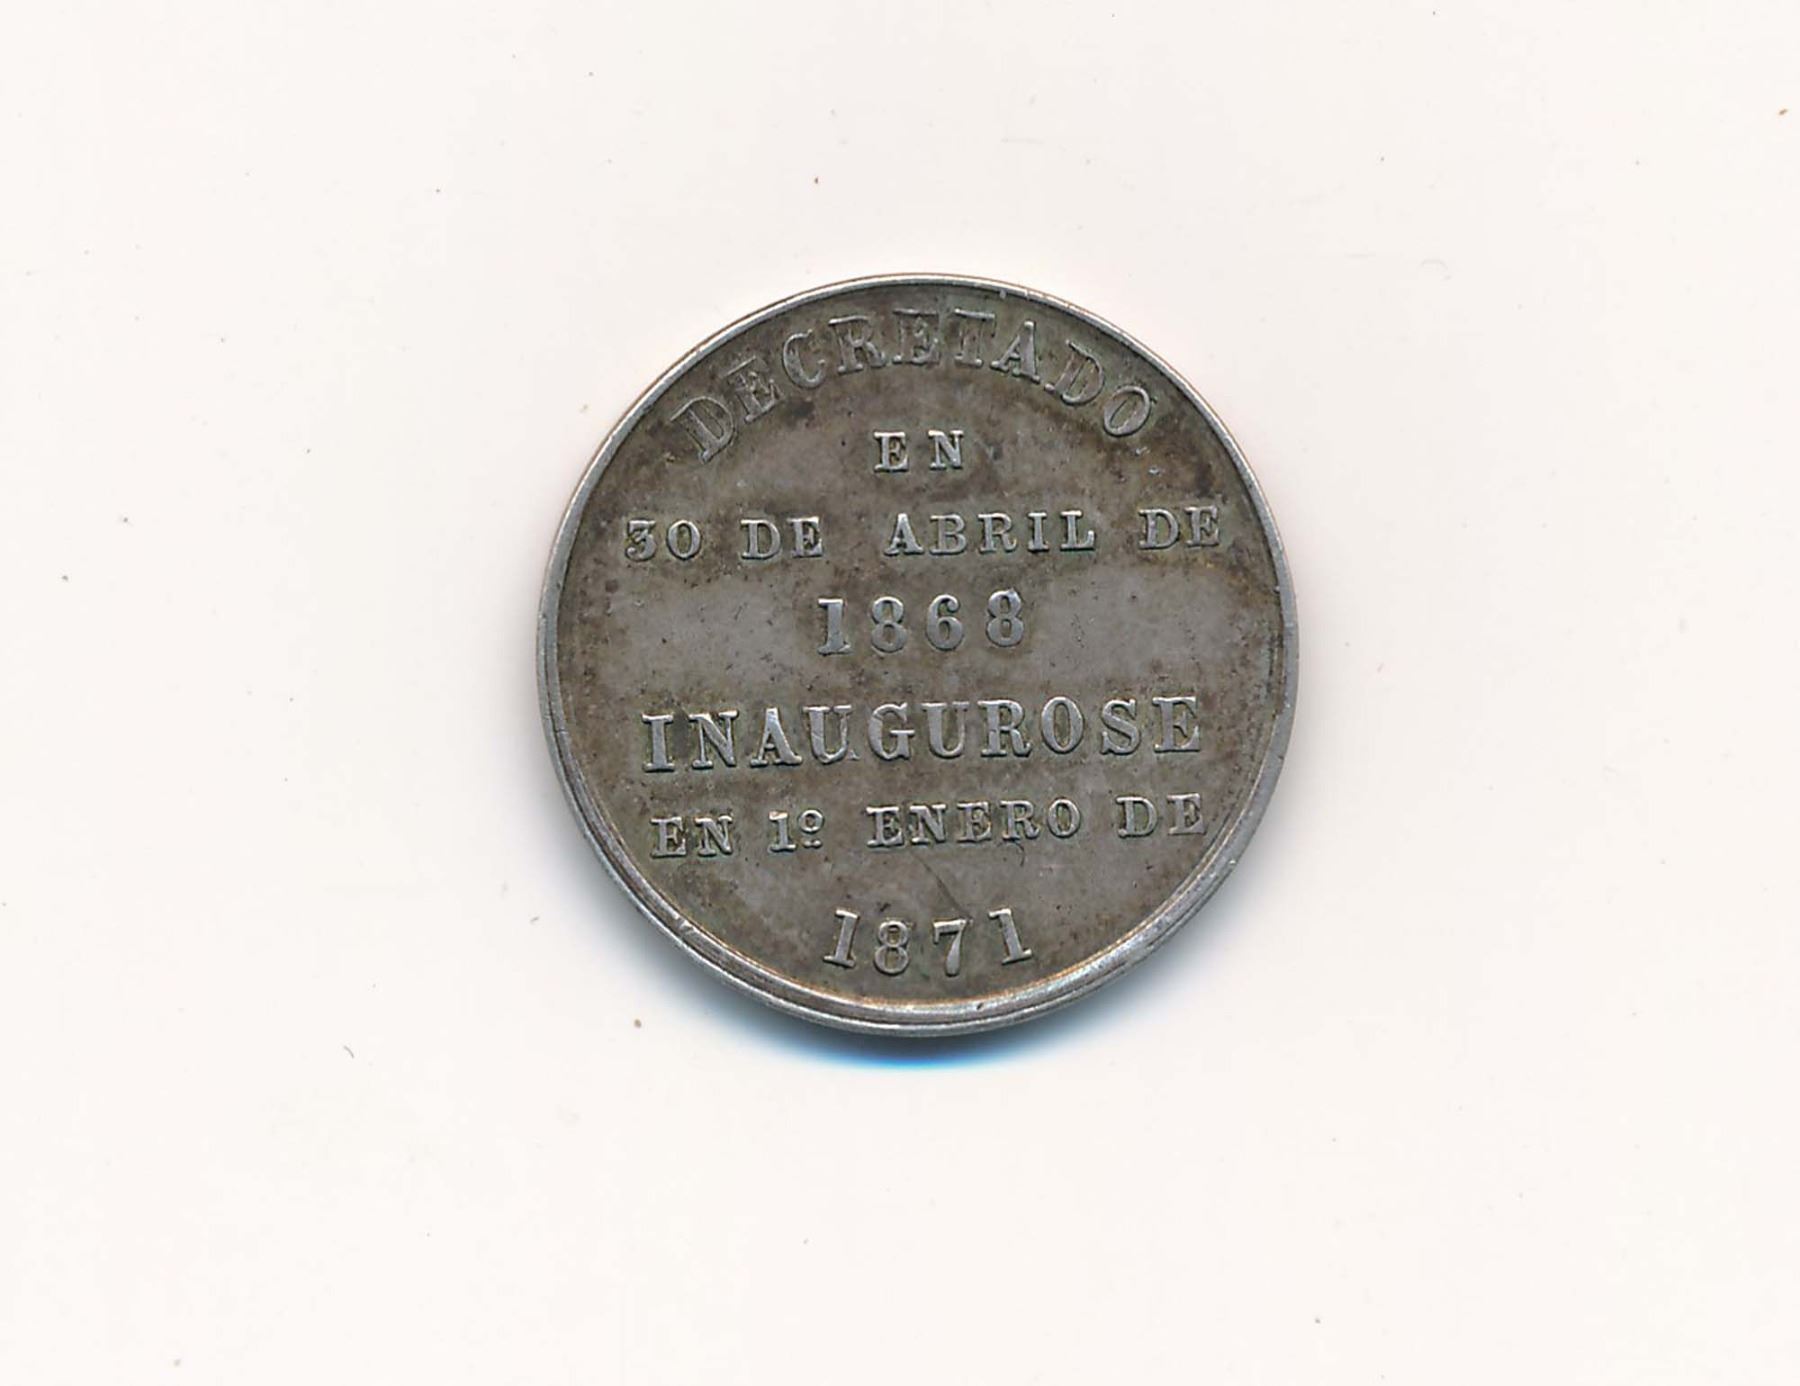 DECRETADO
EN
30 DE ABRIL DE
1868
INAUGUROSE
EN 1º ENERO DE
1871